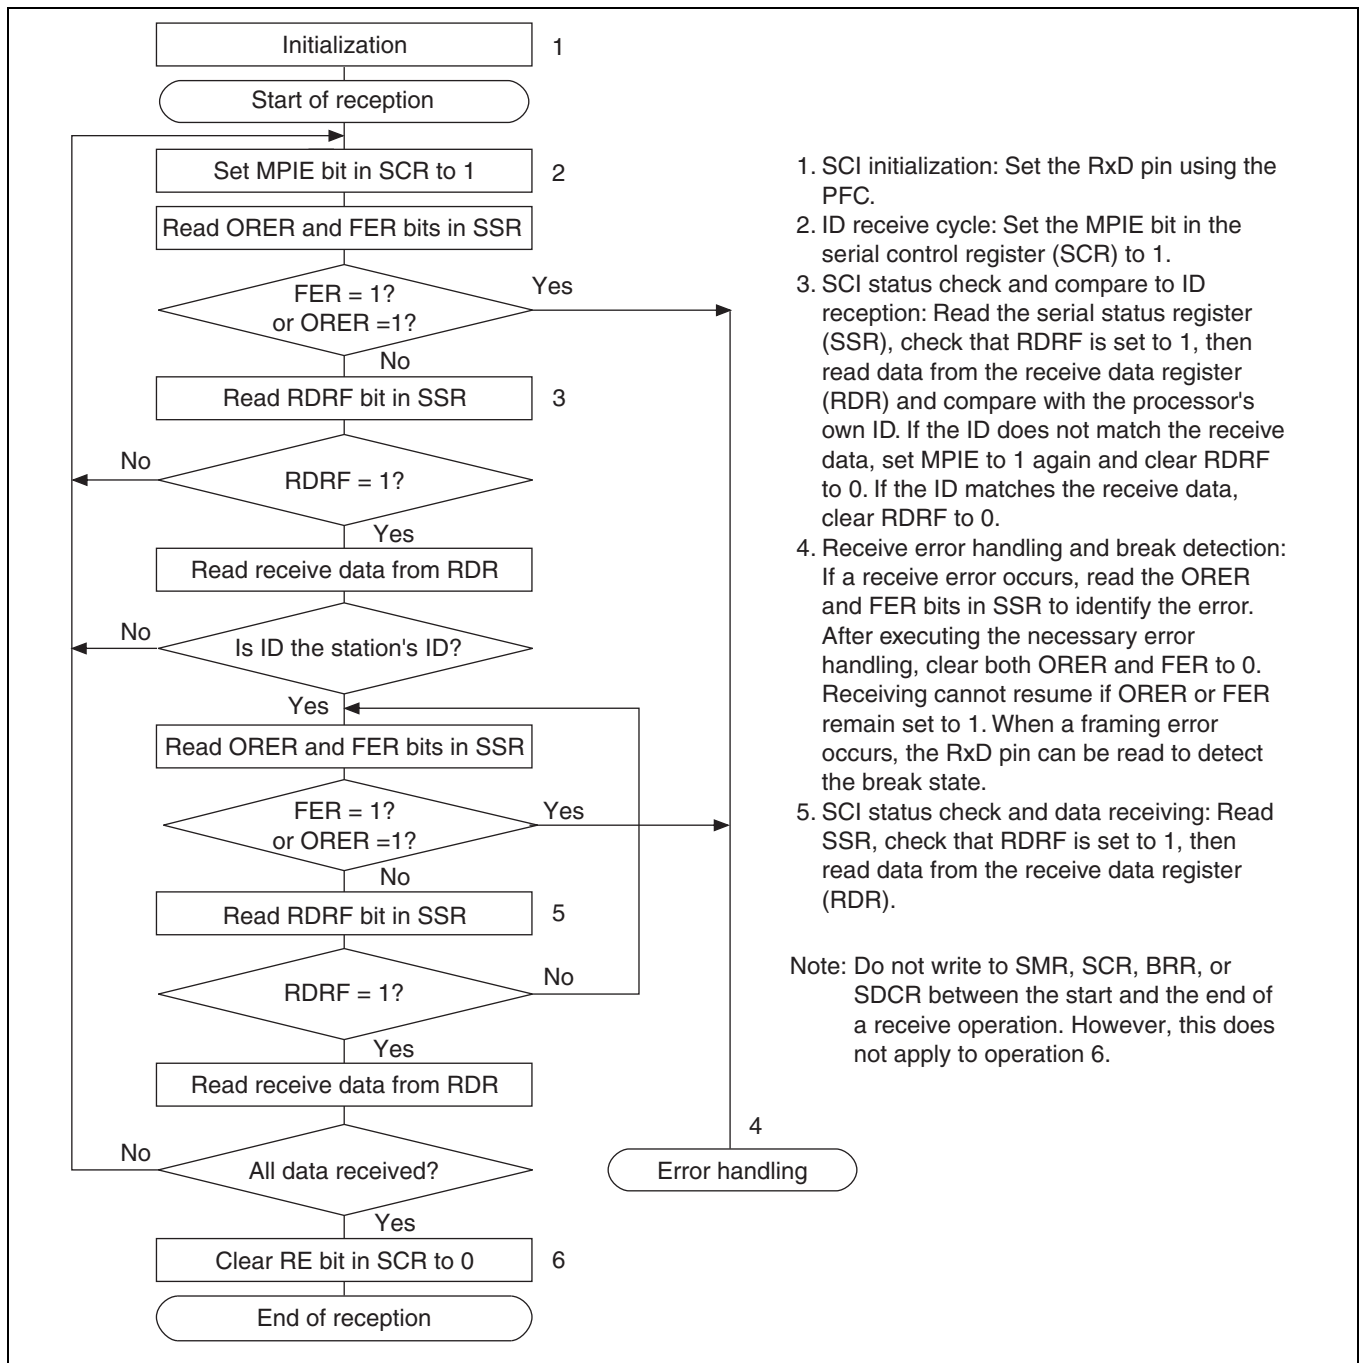 Initialization
1
Start of reception
Set MPIE bit in SCR to 1
2
Read ORER and FER bits in SSR
FER = 1?
or ORER =1?
Yes
No
Read RDRF bit in SSR
3
RDRF = 1?
No
Yes
Read receive data from RDR
Is ID the station's ID?
No
Yes
Read ORER and FER bits in SSR
FER = 1?
or ORER =1?
Yes
No
Read RDRF bit in SSR
5
RDRF = 1?
No
Yes
Read receive data from RDR
All data received?
No
Yes
4
Error handling
Clear RE bit in SCR to 0
6
End of reception
1. SCI initialization: Set the RxD pin using the
PFC.
2. ID receive cycle: Set the MPIE bit in the
serial control register (SCR) to 1.
3. SCI status check and compare to ID
reception: Read the serial status register
(SSR), check that RDRF is set to 1, then
read data from the receive data register
(RDR) and compare with the processor's
own ID. If the ID does not match the receive
data, set MPIE to 1 again and clear RDRF
to 0. If the ID matches the receive data,
clear RDRF to 0.
4. Receive error handling and break detection:
If a receive error occurs, read the ORER
and FER bits in SSR to identify the error.
After executing the necessary error
handling, clear both ORER and FER to 0.
Receiving cannot resume if ORER or FER
remain set to 1. When a framing error
occurs, the RxD pin can be read to detect
the break state.
5. SCI status check and data receiving: Read
SSR, check that RDRF is set to 1, then
read data from the receive data register
(RDR).
Note: Do not write to SMR, SCR, BRR, or
SDCR between the start and the end of
a receive operation. However, this does
not apply to operation 6.